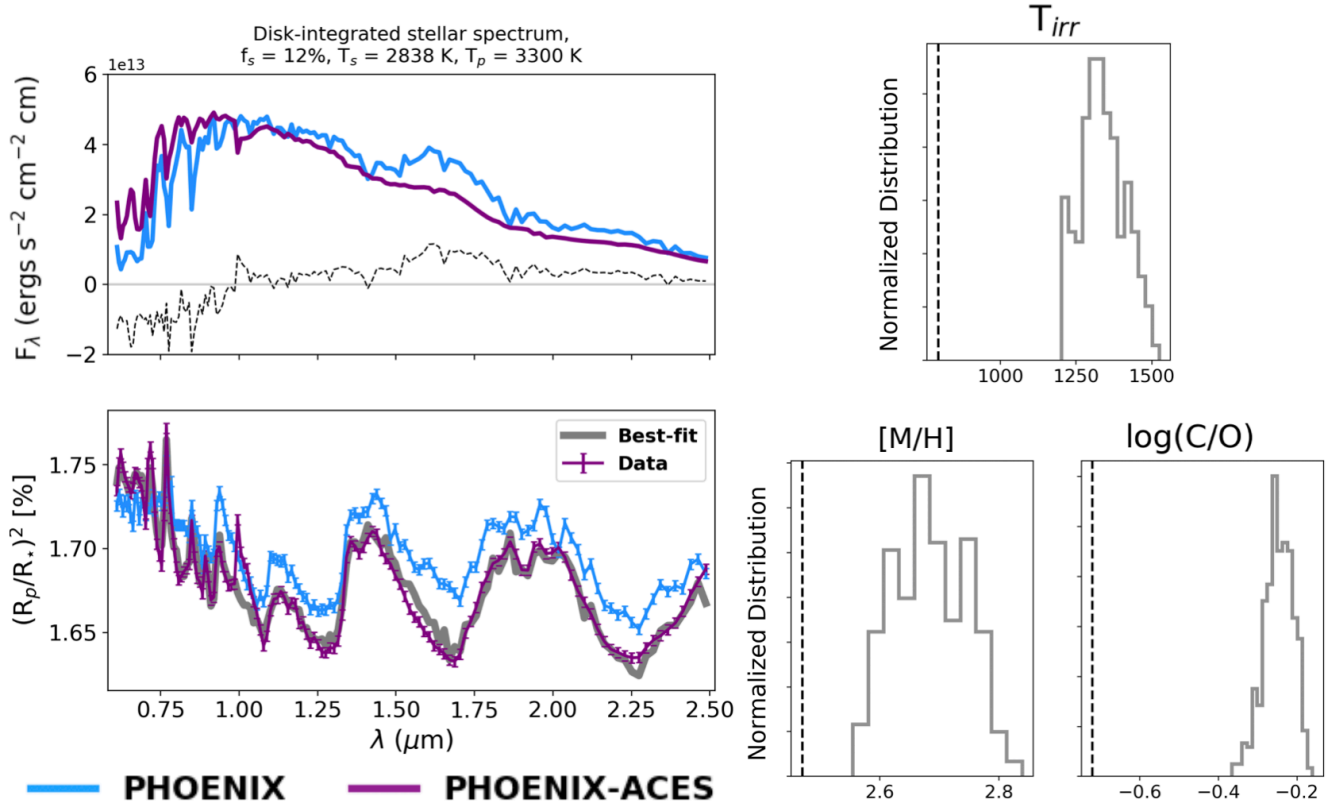 Disk-integrated stellar spectrum,
f_s = 12%, T_s = 2838 K, T_p = 3300 K
1e13
F_λ (ergs s⁻² cm⁻² cm)
6
4
2
0
−2
(R_p/R_⋆)² [%]
1.75
1.70
1.65
Best-fit
Data
0.75 1.00 1.25 1.50 1.75 2.00 2.25 2.50
λ (μm)
PHOENIX PHOENIX-ACES
T_irr
Normalized Distribution
1000 1250 1500
[M/H]
Normalized Distribution
2.6 2.8
log(C/O)
−0.6 −0.4 −0.2